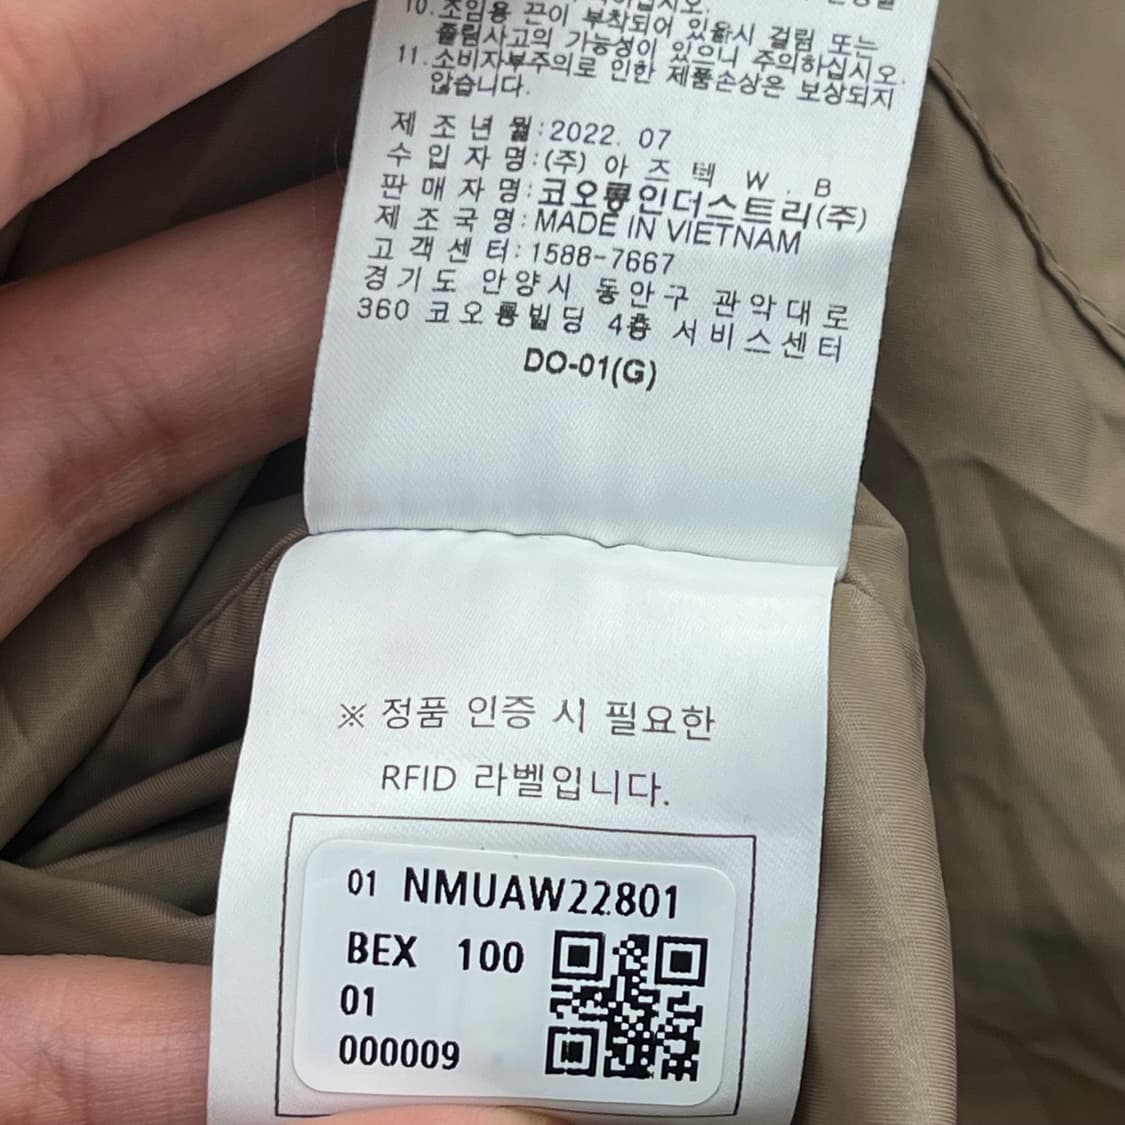 10. 조임용 끈이 부착되어 있을시 걸림 또는
졸림사고의 가능성이 있으니 주의하십시오.
11. 소비자부주의로 인한 제품손상은 보상되지
않습니다.
제 조 년 월:2022. 07
수 입 자 명:(주) 아 즈 텍 W . B
판 매 자 명:코오롱인더스트리(주)
제 조 국 명:MADE IN VIETNAM
고 객 센 터:1588-7667
경기도 안양시 동안구 관악대로
360 코오롱빌딩 4층 서비스센터
DO-01(G)
※ 정품 인증 시 필요한
RFID 라벨입니다.
01 NMUAW22801
BEX 100
01
000009